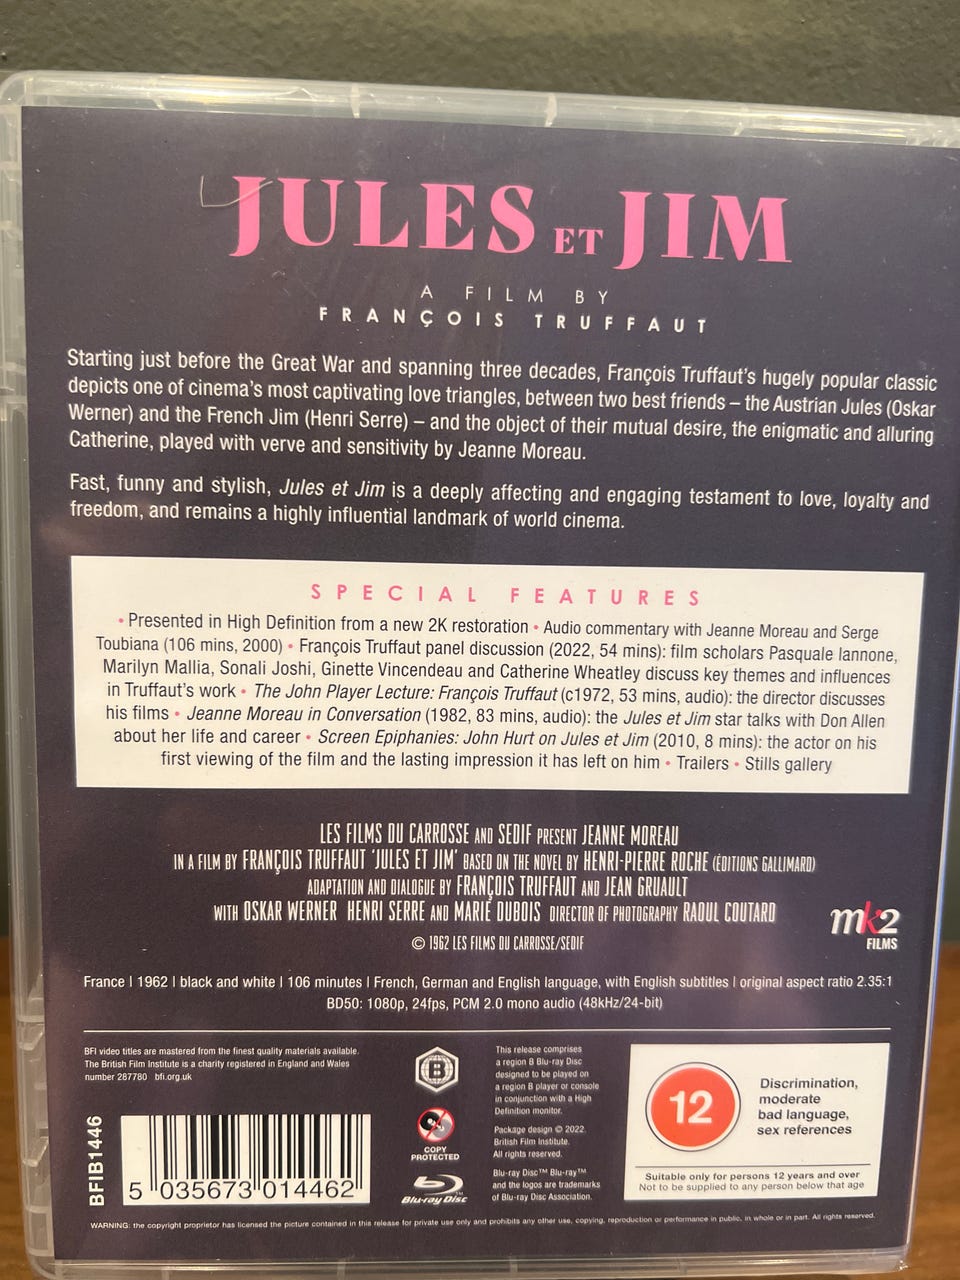 JULES ET JIM
A FILM BY
FRANÇOIS TRUFFAUT
Starting just before the Great War and spanning three decades, François Truffaut's hugely popular classic
depicts one of cinema's most captivating love triangles, between two best friends – the Austrian Jules (Oskar
Werner) and the French Jim (Henri Serre) – and the object of their mutual desire, the enigmatic and alluring
Catherine, played with verve and sensitivity by Jeanne Moreau.
Fast, funny and stylish, Jules et Jim is a deeply affecting and engaging testament to love, loyalty and
freedom, and remains a highly influential landmark of world cinema.
SPECIAL FEATURES
• Presented in High Definition from a new 2K restoration • Audio commentary with Jeanne Moreau and Serge
Toubiana (106 mins, 2000) • François Truffaut panel discussion (2022, 54 mins): film scholars Pasquale Iannone,
Marilyn Mallia, Sonali Joshi, Ginette Vincendeau and Catherine Wheatley discuss key themes and influences
in Truffaut's work • The John Player Lecture: François Truffaut (c1972, 53 mins, audio): the director discusses
his films • Jeanne Moreau in Conversation (1982, 83 mins, audio): the Jules et Jim star talks with Don Allen
about her life and career • Screen Epiphanies: John Hurt on Jules et Jim (2010, 8 mins): the actor on his
first viewing of the film and the lasting impression it has left on him • Trailers • Stills gallery
LES FILMS DU CARROSSE AND SEDIF PRESENT JEANNE MOREAU
IN A FILM BY FRANÇOIS TRUFFAUT 'JULES ET JIM' BASED ON THE NOVEL BY HENRI-PIERRE ROCHE (ÉDITIONS GALLIMARD)
ADAPTATION AND DIALOGUE BY FRANÇOIS TRUFFAUT AND JEAN GRUAULT
WITH OSKAR WERNER HENRI SERRE AND MARIE DUBOIS DIRECTOR OF PHOTOGRAPHY RAOUL COUTARD
© 1962 LES FILMS DU CARROSSE/SEDIF
mk2
FILMS
France | 1962 | black and white | 106 minutes | French, German and English language, with English subtitles | original aspect ratio 2.35:1
BD50: 1080p, 24fps, PCM 2.0 mono audio (48kHz/24-bit)
BFI video titles are mastered from the finest quality materials available.
The British Film Institute is a charity registered in England and Wales
number 287780 bfi.org.uk
BFIB1446
5 035673 014462
B
COPY
PROTECTED
Blu-ray Disc
This release comprises
a region B Blu-ray Disc
designed to be played on
a region B player or console
in conjunction with a High
Definition monitor.
Package design © 2022
British Film Institute.
All rights reserved.
Blu-ray Disc™ Blu-ray™
and the logos are trademarks
of Blu-ray Disc Association.
12
Discrimination,
moderate
bad language,
sex references
Suitable only for persons 12 years and over
Not to be supplied to any person below that age
WARNING: the copyright proprietor has licensed the picture contained in this release for private use only and prohibits any other use, copying, reproduction or performance in public, in whole or in part. All rights reserved.